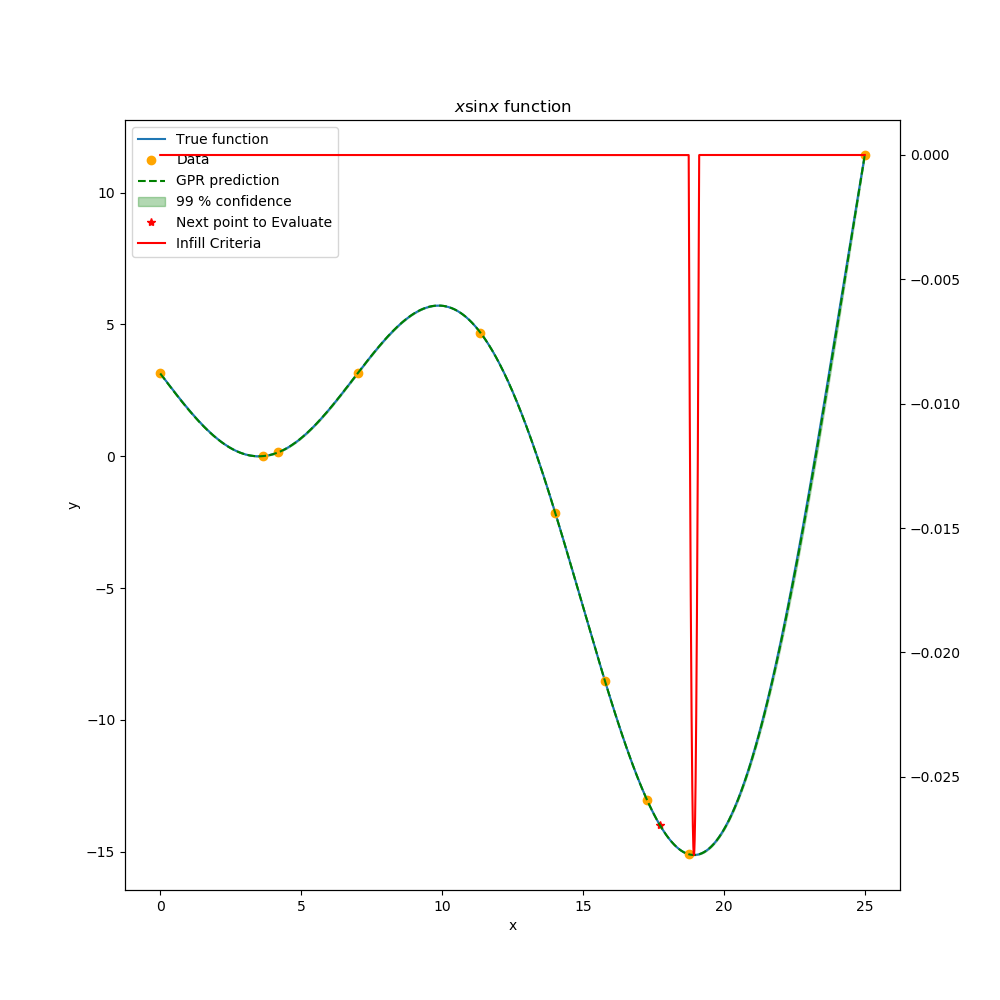 xsinx function
True function
Data
GPR prediction
99 % confidence
Next point to Evaluate
Infill Criteria
10
5
0
−5
−10
−15
y
0.000
−0.005
−0.010
−0.015
−0.020
−0.025
0
5
10
15
20
25
x